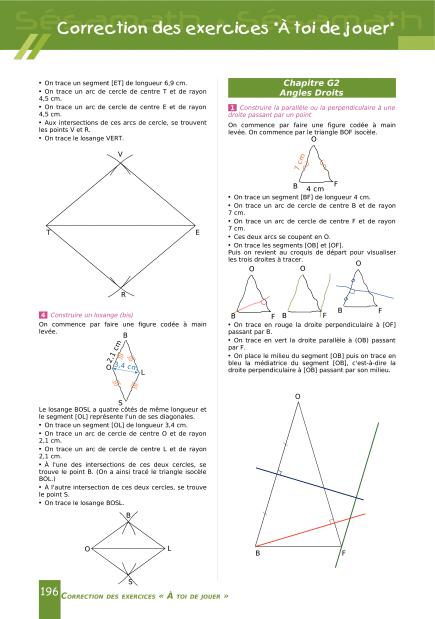 Correction des exercices "À toi de jouer"
• On trace un segment [ET] de longueur 6,9 cm.
• On trace un arc de cercle de centre T et de rayon
4,5 cm.
• On trace un arc de cercle de centre E et de rayon
4,5 cm.
• Aux intersections de ces arcs de cercle, se trouvent
les points V et R.
• On trace le losange VERT.
V
T
E
R
4 Construire un losange (bis)
On commence par faire une figure codée à main
levée.
B
2,1 cm
O
3,4 cm
L
S
Le losange BOSL a quatre côtés de même longueur et
le segment [OL] représente l'un de ses diagonales.
• On trace un segment [OL] de longueur 3,4 cm.
• On trace un arc de cercle de centre O et de rayon
2,1 cm.
• On trace un arc de cercle de centre L et de rayon
2,1 cm.
• À l'une des intersections de ces deux cercles, se
trouve le point B. (On a ainsi tracé le triangle isocèle
BOL.)
• À l'autre intersection de ces deux cercles, se trouve
le point S.
• On trace le losange BOSL.
B
O
L
S
Chapitre G2
Angles Droits
1 Construire la parallèle ou la perpendiculaire à une
droite passant par un point
On commence par faire une figure codée à main
levée. On commence par le triangle BOF isocèle.
O
7 cm
B
4 cm
F
• On trace un segment [BF] de longueur 4 cm.
• On trace un arc de cercle de centre B et de rayon
7 cm.
• On trace un arc de cercle de centre F et de rayon
7 cm.
• Ces deux arcs se coupent en O.
• On trace les segments [OB] et [OF].
Puis on revient au croquis de départ pour visualiser
les trois droites à tracer.
O
O
O
B
F
B
F
B
F
• On trace en rouge la droite perpendiculaire à [OF]
passant par B.
• On trace en vert la droite parallèle à (OB) passant
par F.
• On place le milieu du segment [OB] puis on trace en
bleu la médiatrice du segment [OB], c'est-à-dire la
droite perpendiculaire à [OB] passant par son milieu.
O
B
F
196
CORRECTION DES EXERCICES « À TOI DE JOUER »